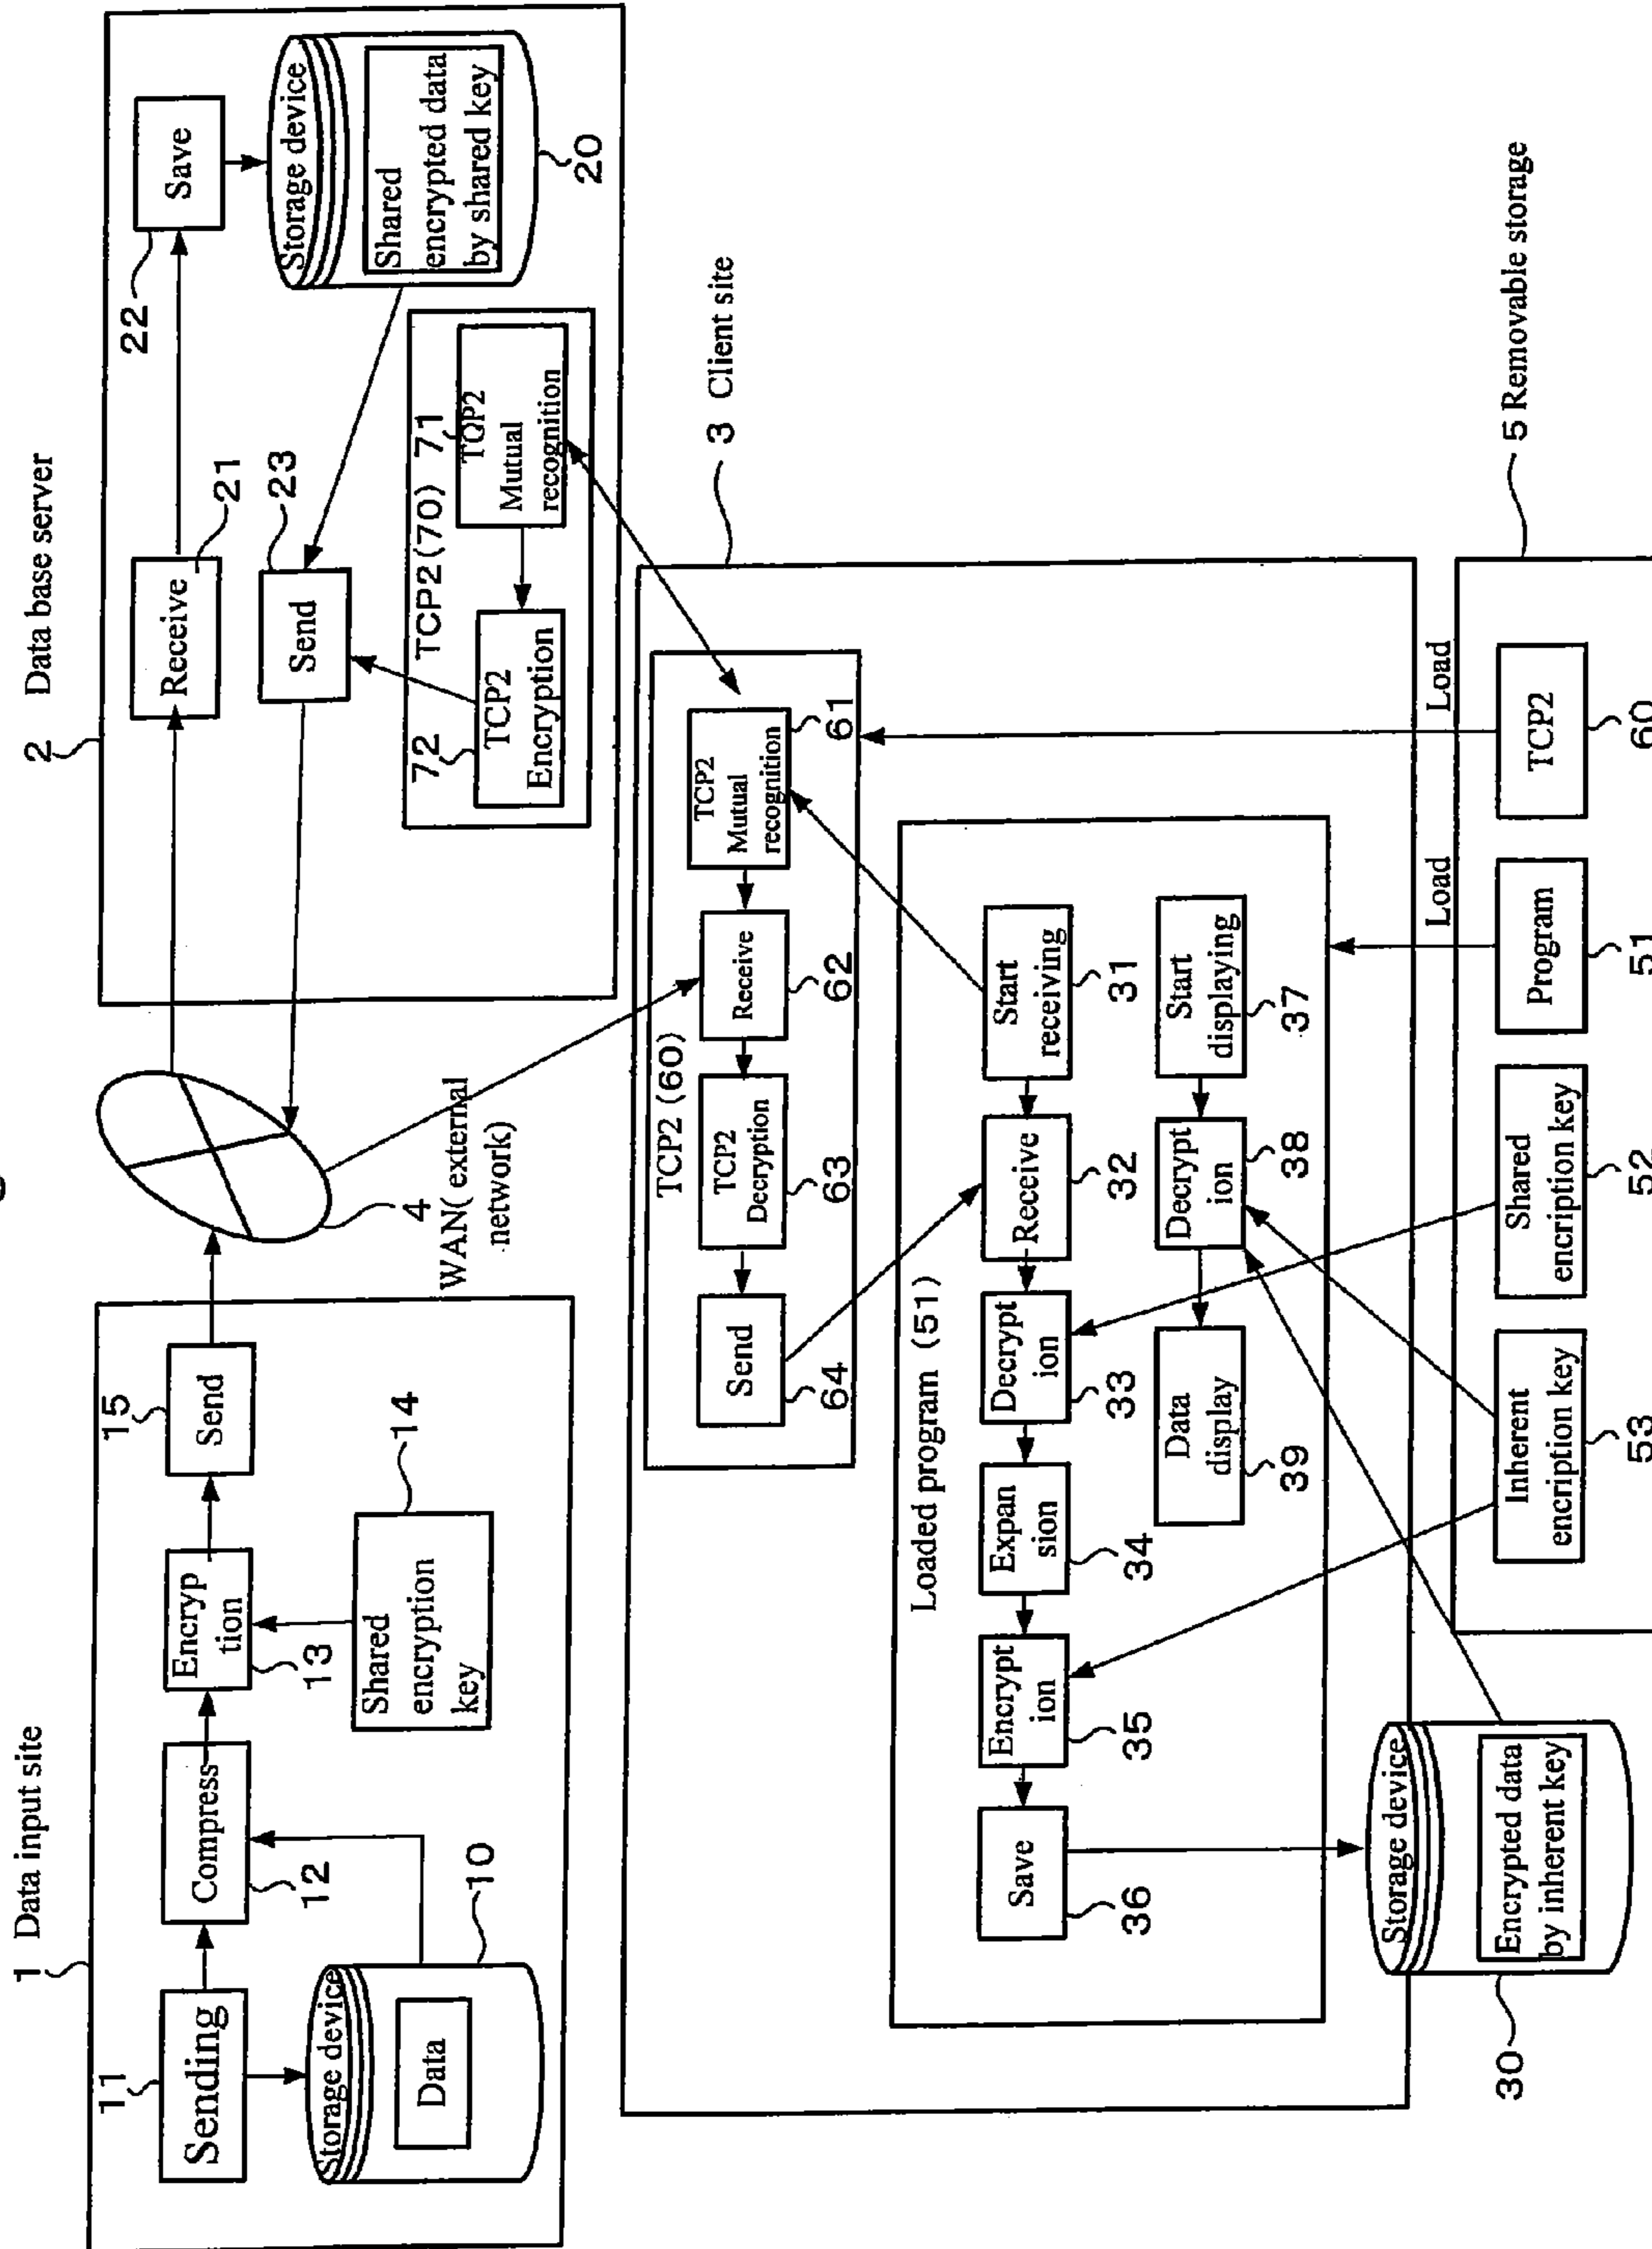 1 Data input site
11
Sending
Storage device
Data
10
Compress
12
Encryp
tion
13
Shared
encryption
key
14
Send
15
4
WAN( external
network)
2 Data base server
Receive
21
Save
22
Storage device
Shared
encrypted data
by shared key
20
Send
23
TCP2(70)
71
TCP2
Mutual
recognition
72
TCP2
Encryption
3 Client site
TCP2 (60)
TCP2
Mutual
recognition
61
Receive
62
TCP2
Decryption
63
Send
64
Loaded program (51)
Start
receiving
31
Receive
32
Decrypt
ion
33
Expan
sion
34
Encrypt
ion
35
Save
36
Start
displaying
37
Decrypt
ion
38
Data
display
39
Storage device
Encrypted data
by inherent key
30
5 Removable storage
Load
TCP2
60
Load
Program
51
Shared
encription key
52
Inherent
encription key
53